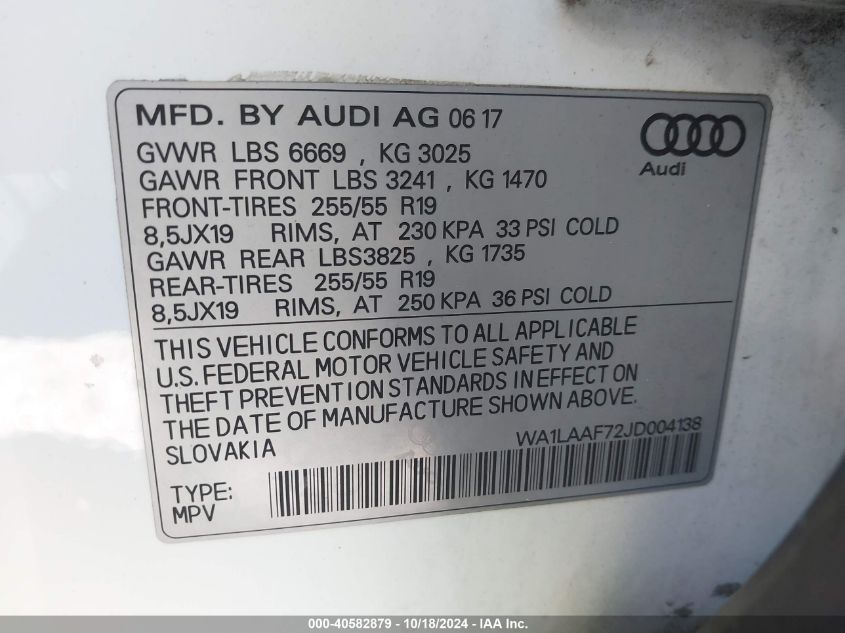 MFD. BY AUDI AG 06 17
GVWR LBS 6669 , KG 3025
GAWR FRONT LBS 3241 , KG 1470
FRONT-TIRES 255/55 R19
8,5JX19 RIMS, AT 230 KPA 33 PSI COLD
GAWR REAR LBS3825 , KG 1735
REAR-TIRES 255/55 R19
8,5JX19 RIMS, AT 250 KPA 36 PSI COLD
Audi
THIS VEHICLE CONFORMS TO ALL APPLICABLE
U.S. FEDERAL MOTOR VEHICLE SAFETY AND
THEFT PREVENTION STANDARDS IN EFFECT ON
THE DATE OF MANUFACTURE SHOWN ABOVE.
SLOVAKIA
WA1LAAF72JD004138
TYPE:
MPV
000-40582879 - 10/18/2024 - IAA Inc.